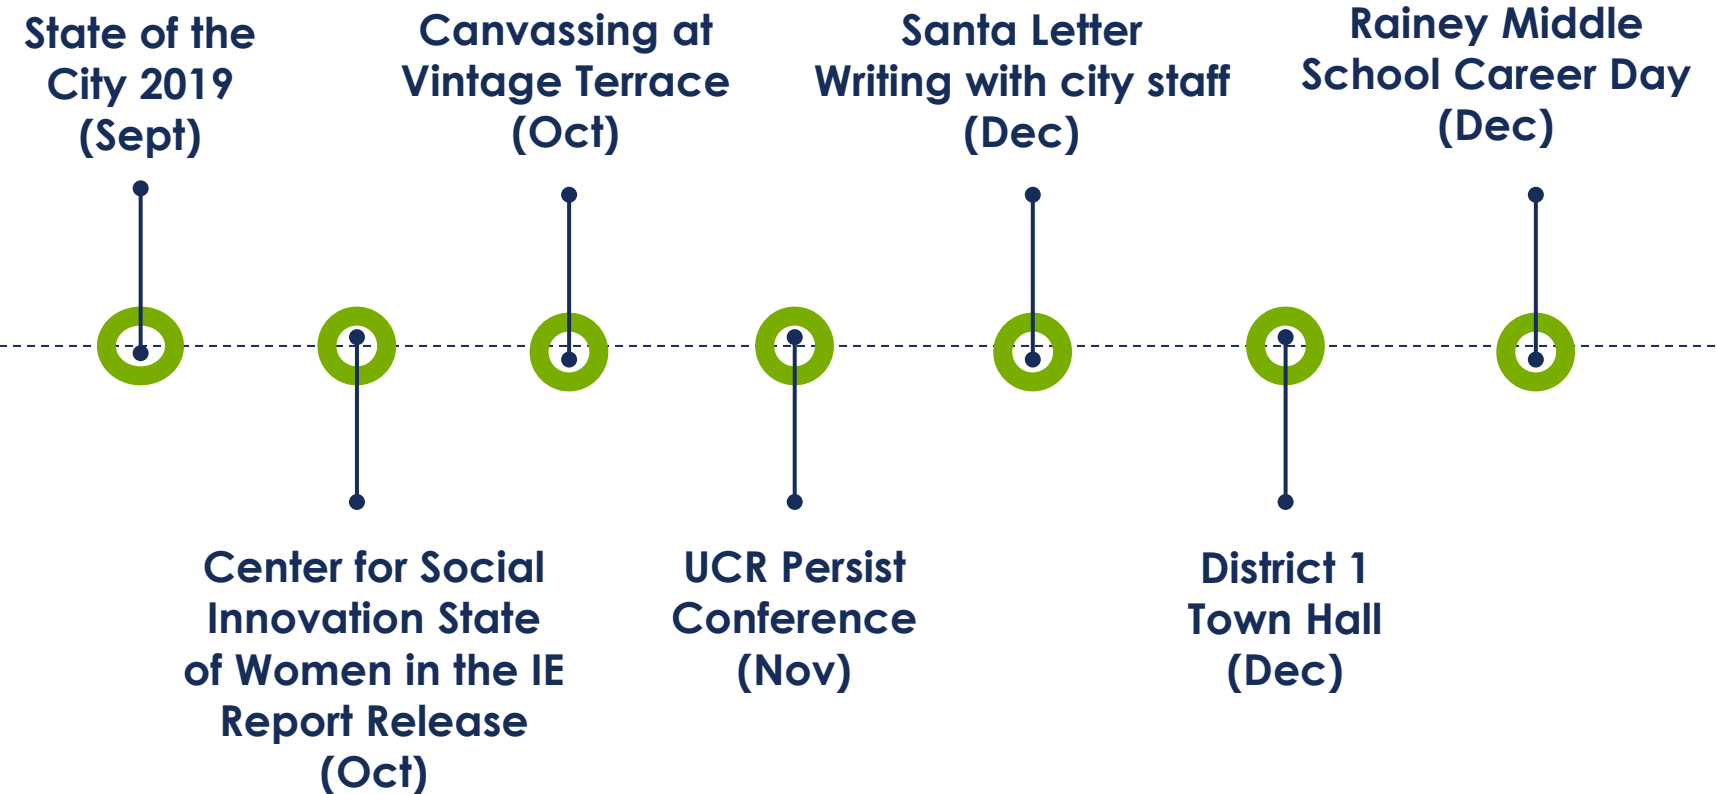 State of the
City 2019
(Sept)
Canvassing at
Vintage Terrace
(Oct)
Santa Letter
Writing with city staff
(Dec)
Rainey Middle
School Career Day
(Dec)
Center for Social
Innovation State
of Women in the IE
Report Release
(Oct)
UCR Persist
Conference
(Nov)
District 1
Town Hall
(Dec)